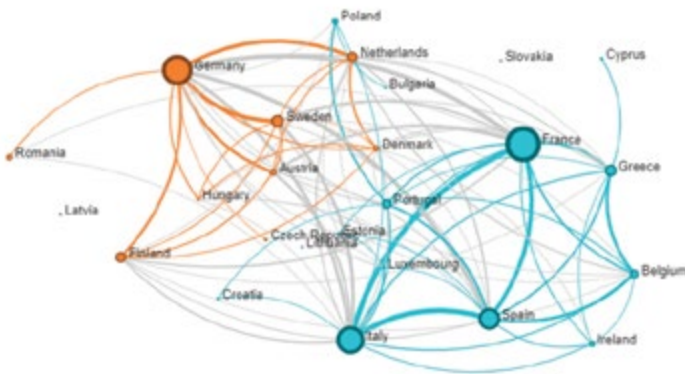 Poland
Netherlands
Slovakia
Cyprus
Germany
Bulgaria
Sweden
France
Denmark
Romania
Austria
Greece
Hungary
Portugal
Latvia
Estonia
Czech Republic
Lithuania
Finland
Luxembourg
Belgium
Croatia
Spain
Italy
Ireland